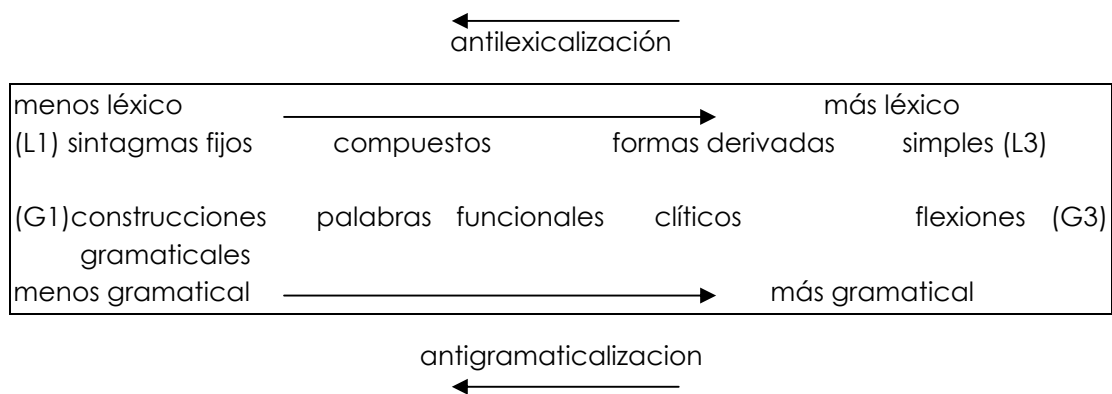 antilexicalización
menos léxico más léxico
(L1) sintagmas fijos compuestos formas derivadas simples (L3)
(G1)construcciones palabras funcionales clíticos flexiones (G3)
gramaticales
menos gramatical más gramatical
antigramaticalizacion